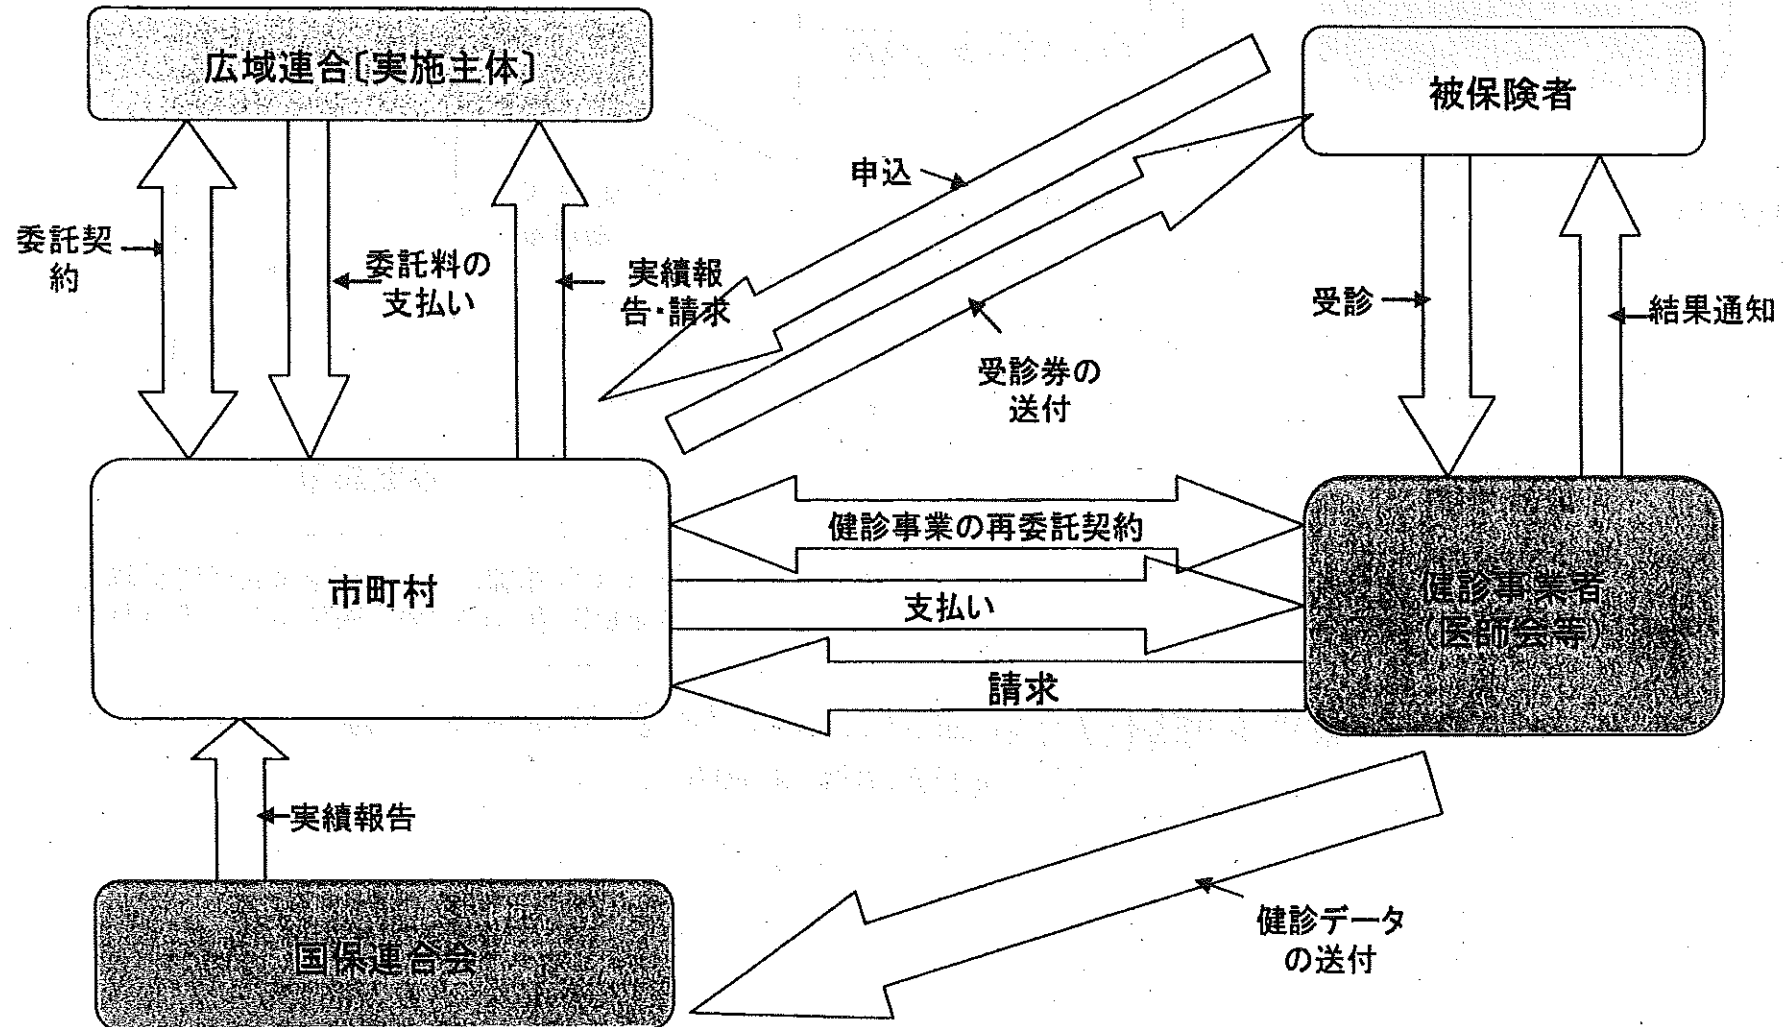 広域連合〔実施主体〕
被保険者
申込
委託契
約
委託料の
支払い
実績報
告・請求
受診
結果通知
受診券の
送付
健診事業の再委託契約
市町村
支払い
健診事業者
（医師会等）
請求
実績報告
国保連合会
健診データ
の送付